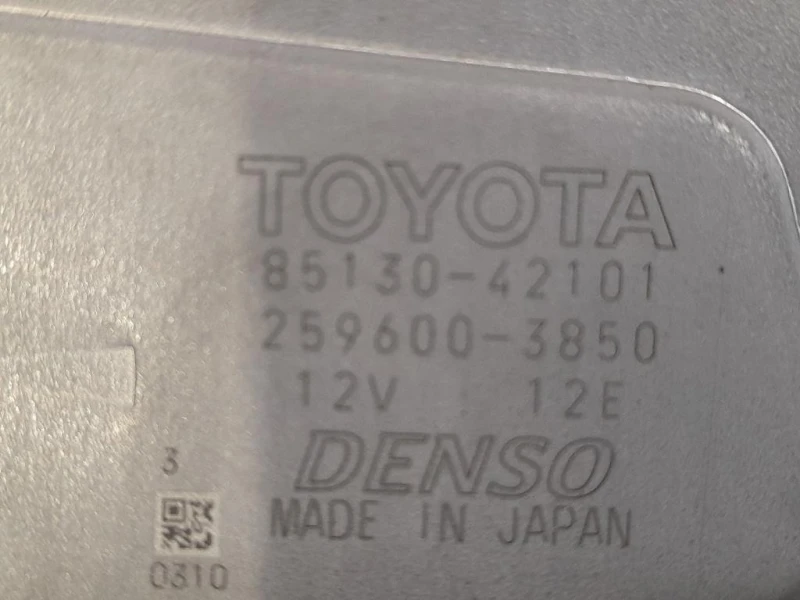 TOYOTA
85130-42101
259600-3850
12V 12E
DENSO
MADE IN JAPAN
3
0310